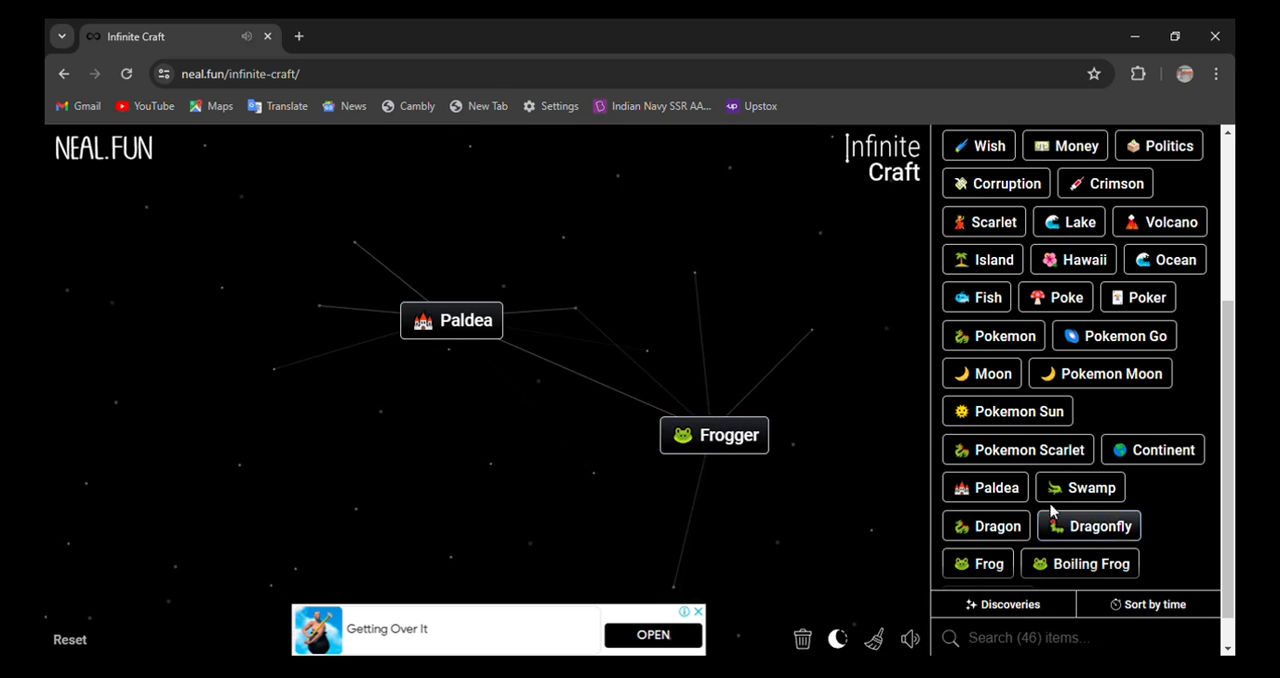 Infinite Craft
neal.fun/infinite-craft/
Gmail YouTube Maps Translate News Cambly New Tab Settings Indian Navy SSR AA... Upstox
NEAL.FUN
Infinite
Craft
Paldea
Frogger
Wish Money Politics
Corruption Crimson
Scarlet Lake Volcano
Island Hawaii Ocean
Fish Poke Poker
Pokemon Pokemon Go
Moon Pokemon Moon
Pokemon Sun
Pokemon Scarlet Continent
Paldea Swamp
Dragon Dragonfly
Frog Boiling Frog
Discoveries Sort by time
Search (46) items...
Getting Over It
OPEN
Reset